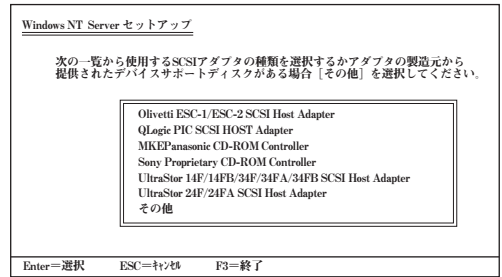 Windows NT Server セットアップ
次の一覧から使用するSCSIアダプタの種類を選択するかアダプタの製造元から
提供されたデバイスサポートディスクがある場合［その他］を選択してください。
Olivetti ESC-1/ESC-2 SCSI Host Adapter
QLogic PIC SCSI HOST Adapter
MKEPanasonic CD-ROM Controller
Sony Proprietary CD-ROM Controller
UltraStor 14F/14FB/34F/34FA/34FB SCSI Host Adapter
UltraStor 24F/24FA SCSI Host Adapter
その他
Enter＝選択 ESC＝ｷｬﾝｾﾙ F3＝終了